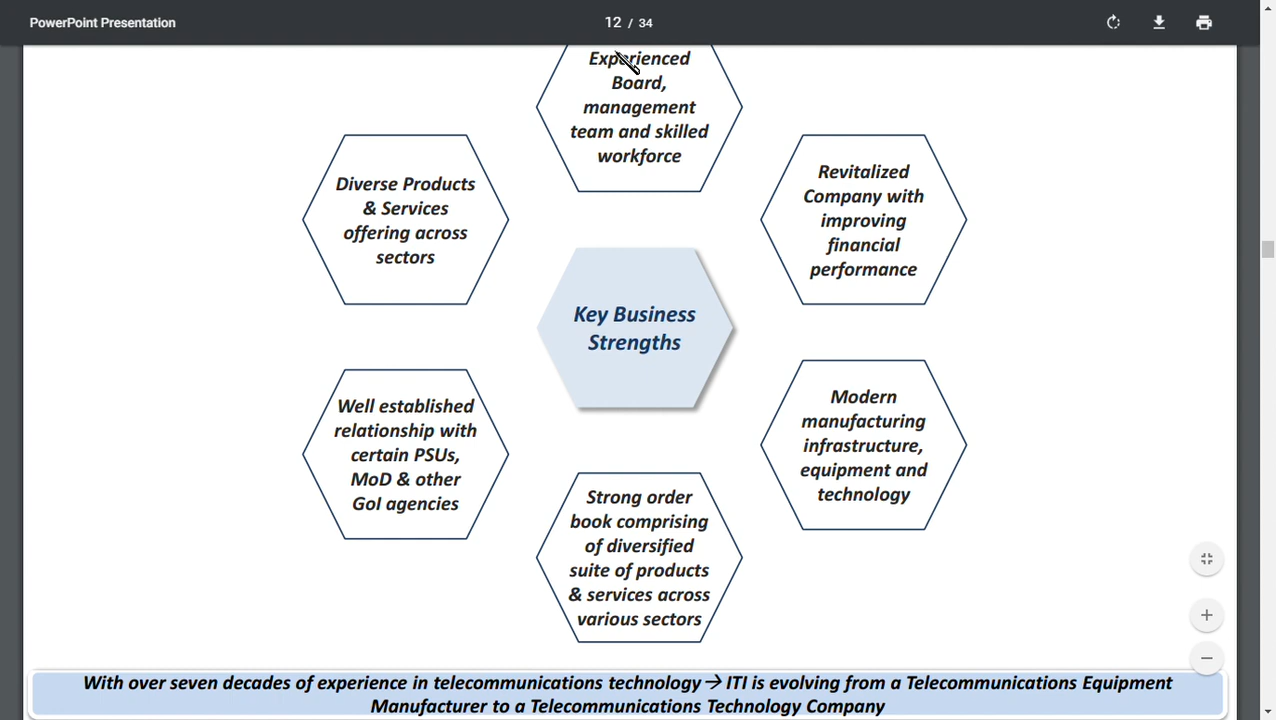 PowerPoint Presentation
12 / 34
Experienced
Board,
management
team and skilled
workforce
Diverse Products
& Services
offering across
sectors
Revitalized
Company with
improving
financial
performance
Key Business
Strengths
Well established
relationship with
certain PSUs,
MoD & other
GoI agencies
Modern
manufacturing
infrastructure,
equipment and
technology
Strong order
book comprising
of diversified
suite of products
& services across
various sectors
With over seven decades of experience in telecommunications technology→ ITI is evolving from a Telecommunications Equipment
Manufacturer to a Telecommunications Technology Company